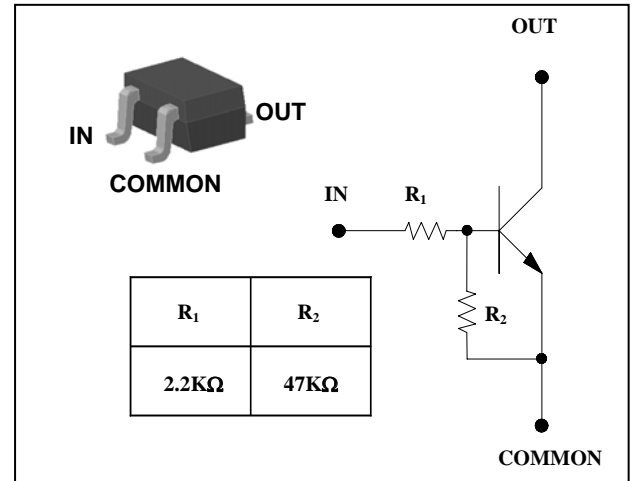 OUT
OUT
IN
COMMON
IN R₁
R₂
R₁ R₂
2.2KΩ 47KΩ
COMMON